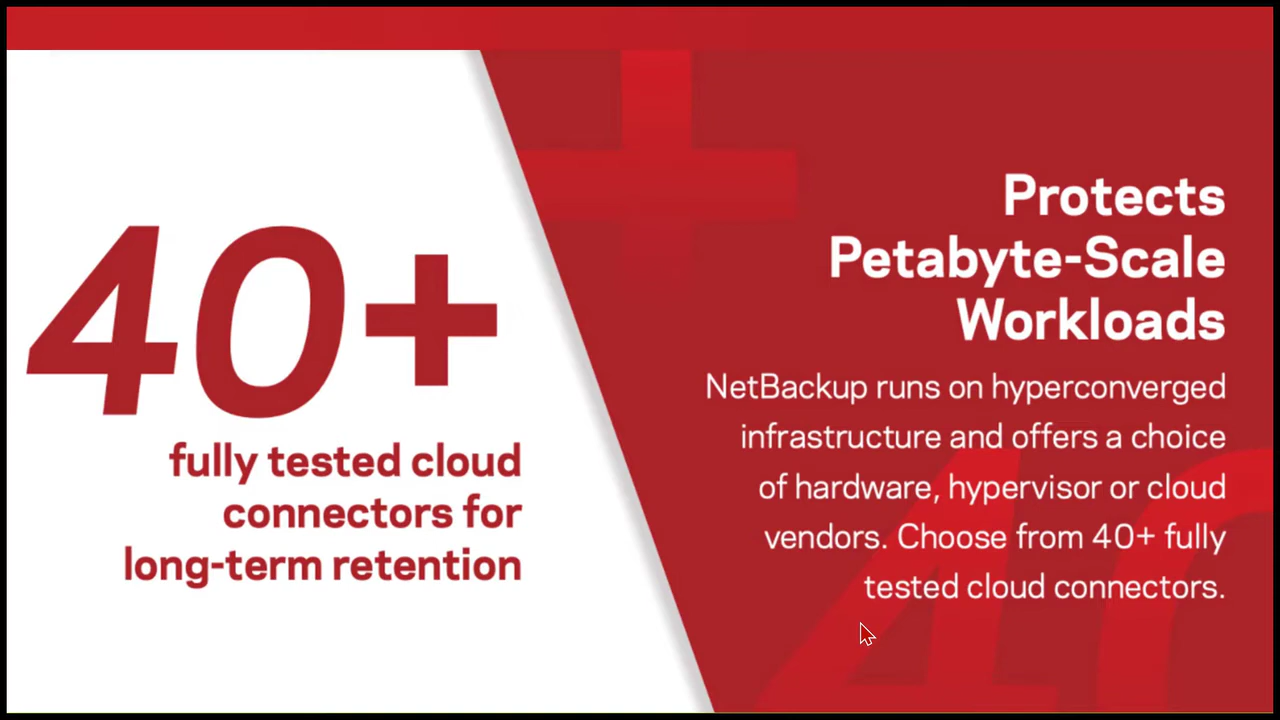 40+
fully tested cloud
connectors for
long-term retention
Protects
Petabyte-Scale
Workloads
NetBackup runs on hyperconverged
infrastructure and offers a choice
of hardware, hypervisor or cloud
vendors. Choose from 40+ fully
tested cloud connectors.